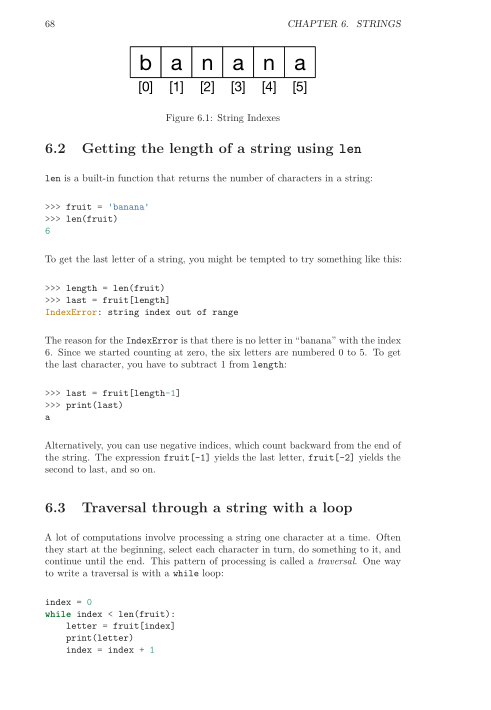 68 CHAPTER 6. STRINGS
b a n a n a
[0] [1] [2] [3] [4] [5]
Figure 6.1: String Indexes
6.2 Getting the length of a string using len
len is a built-in function that returns the number of characters in a string:
>>> fruit = 'banana'
>>> len(fruit)
6
To get the last letter of a string, you might be tempted to try something like this:
>>> length = len(fruit)
>>> last = fruit[length]
IndexError: string index out of range
The reason for the IndexError is that there is no letter in “banana” with the index
6. Since we started counting at zero, the six letters are numbered 0 to 5. To get
the last character, you have to subtract 1 from length:
>>> last = fruit[length-1]
>>> print(last)
a
Alternatively, you can use negative indices, which count backward from the end of
the string. The expression fruit[-1] yields the last letter, fruit[-2] yields the
second to last, and so on.
6.3 Traversal through a string with a loop
A lot of computations involve processing a string one character at a time. Often
they start at the beginning, select each character in turn, do something to it, and
continue until the end. This pattern of processing is called a traversal. One way
to write a traversal is with a while loop:
index = 0
while index < len(fruit):
    letter = fruit[index]
    print(letter)
    index = index + 1